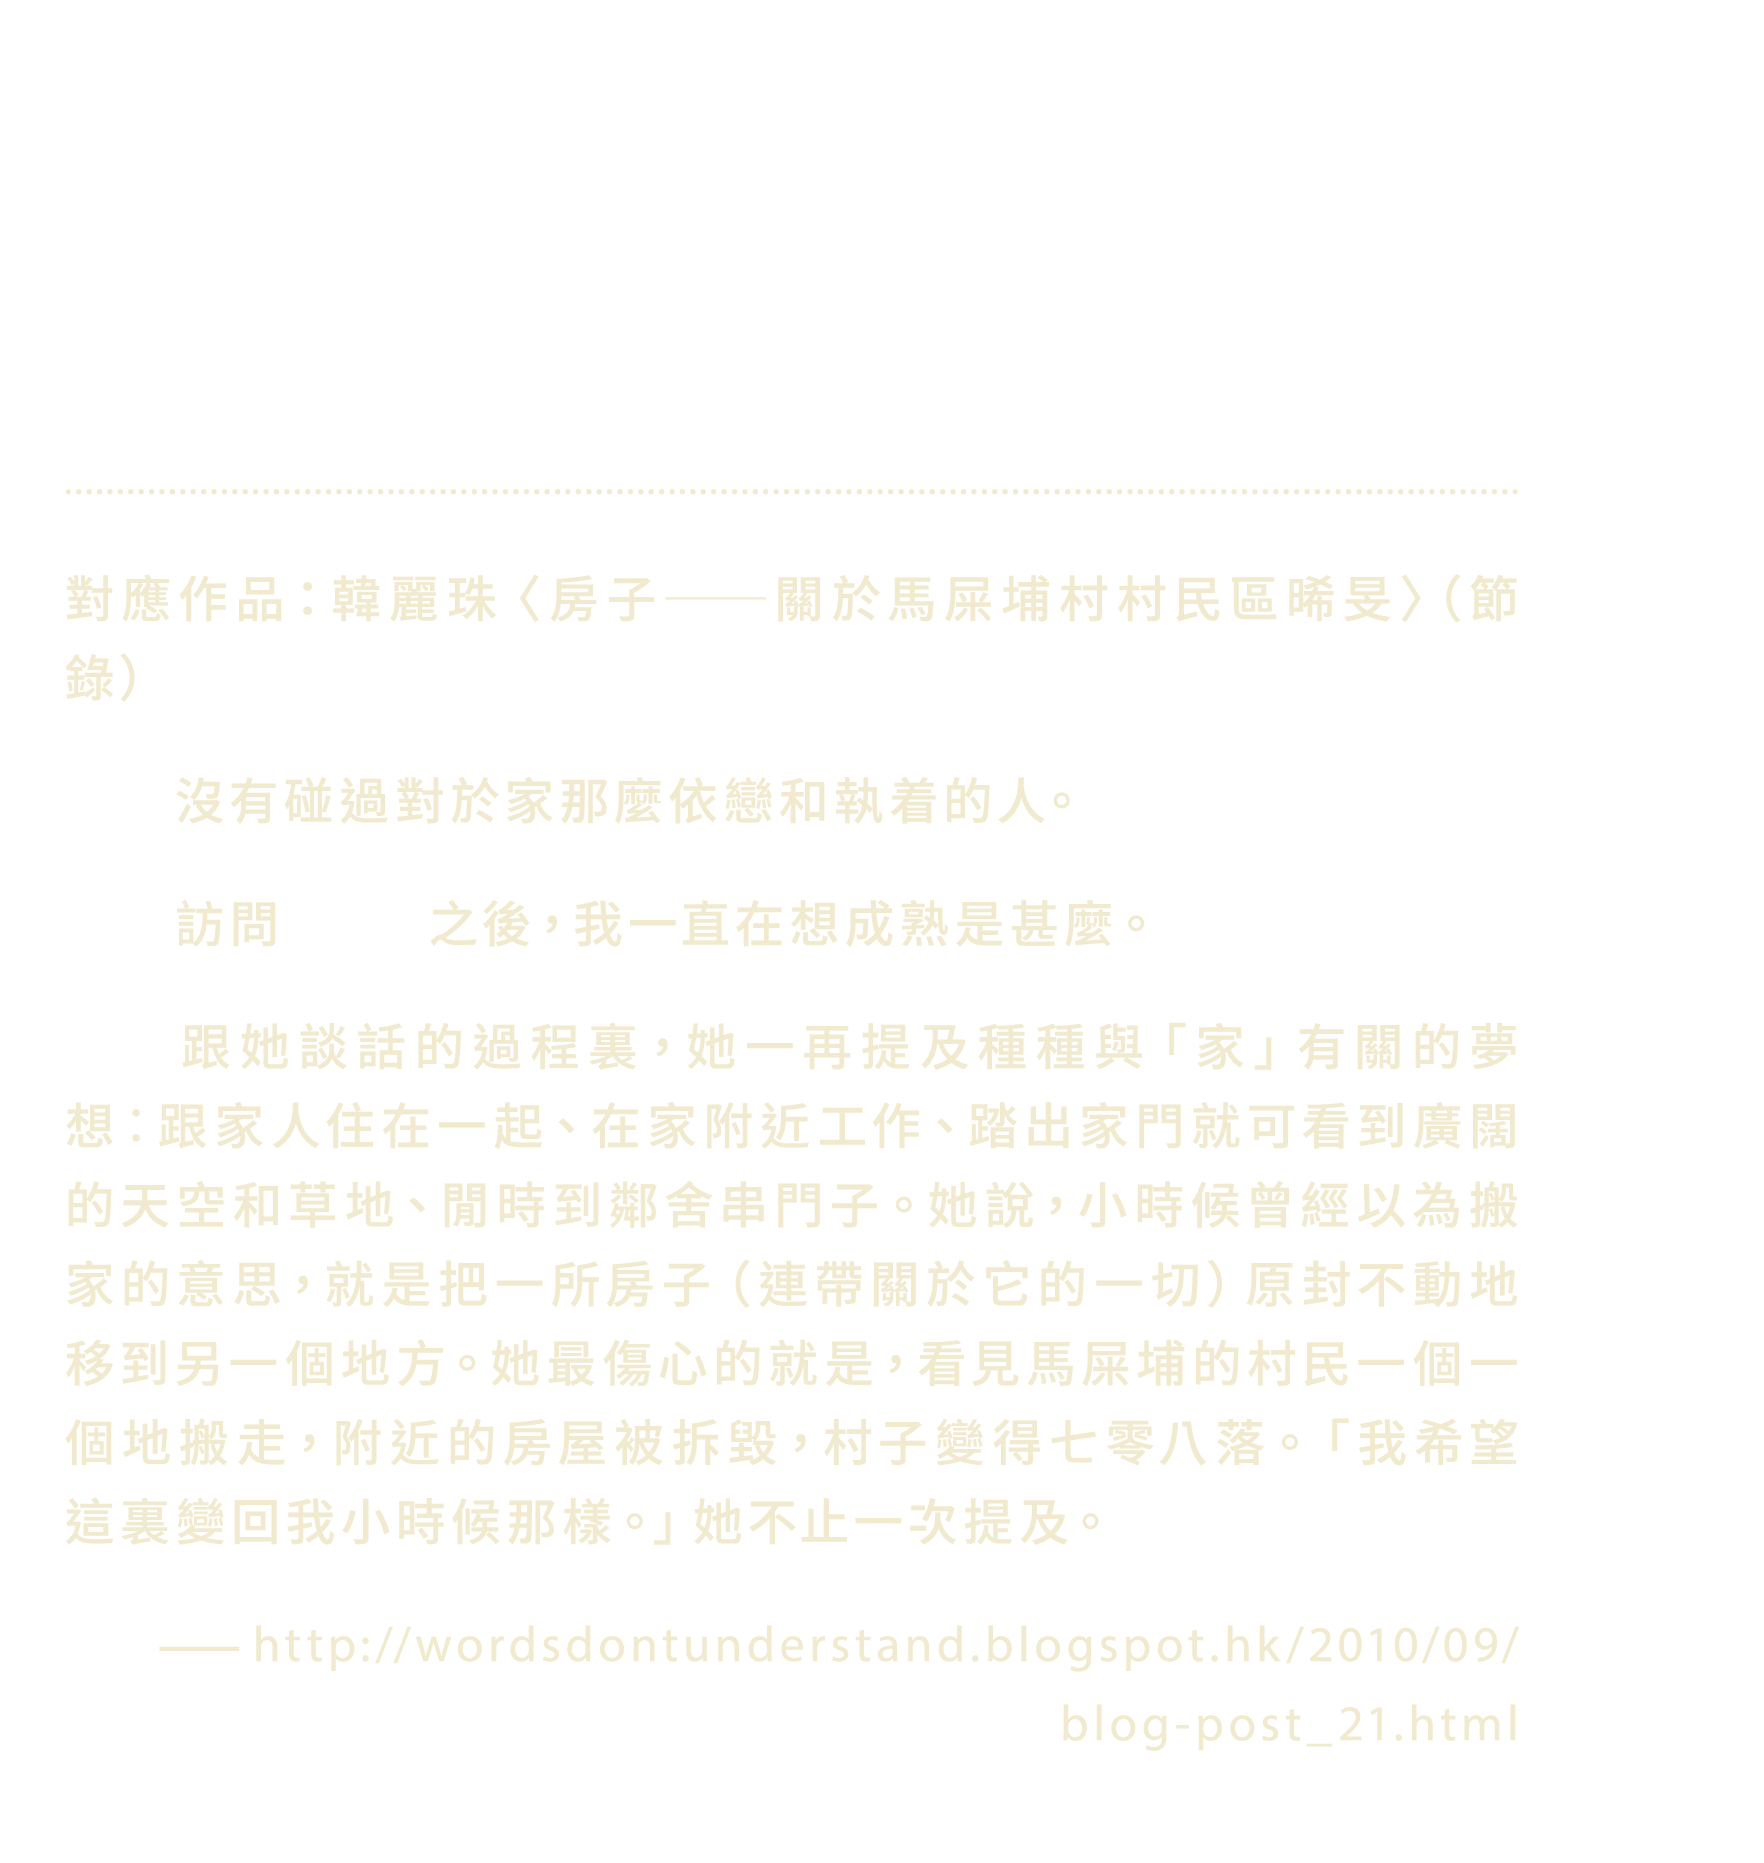 對應作品：韓麗珠〈房子——關於馬屎埔村村民區晞旻〉（節
錄）
沒有碰過對於家那麼依戀和執着的人。
訪問　　　之後，我一直在想成熟是甚麼。
跟她談話的過程裏，她一再提及種種與「家」有關的夢
想：跟家人住在一起、在家附近工作、踏出家門就可看到廣闊
的天空和草地、閒時到鄰舍串門子。她說，小時候曾經以為搬
家的意思，就是把一所房子（連帶關於它的一切）原封不動地
移到另一個地方。她最傷心的就是，看見馬屎埔的村民一個一
個地搬走，附近的房屋被拆毀，村子變得七零八落。「我希望
這裏變回我小時候那樣。」她不止一次提及。
—— http://wordsdontunderstand.blogspot.hk/2010/09/
blog-post_21.html